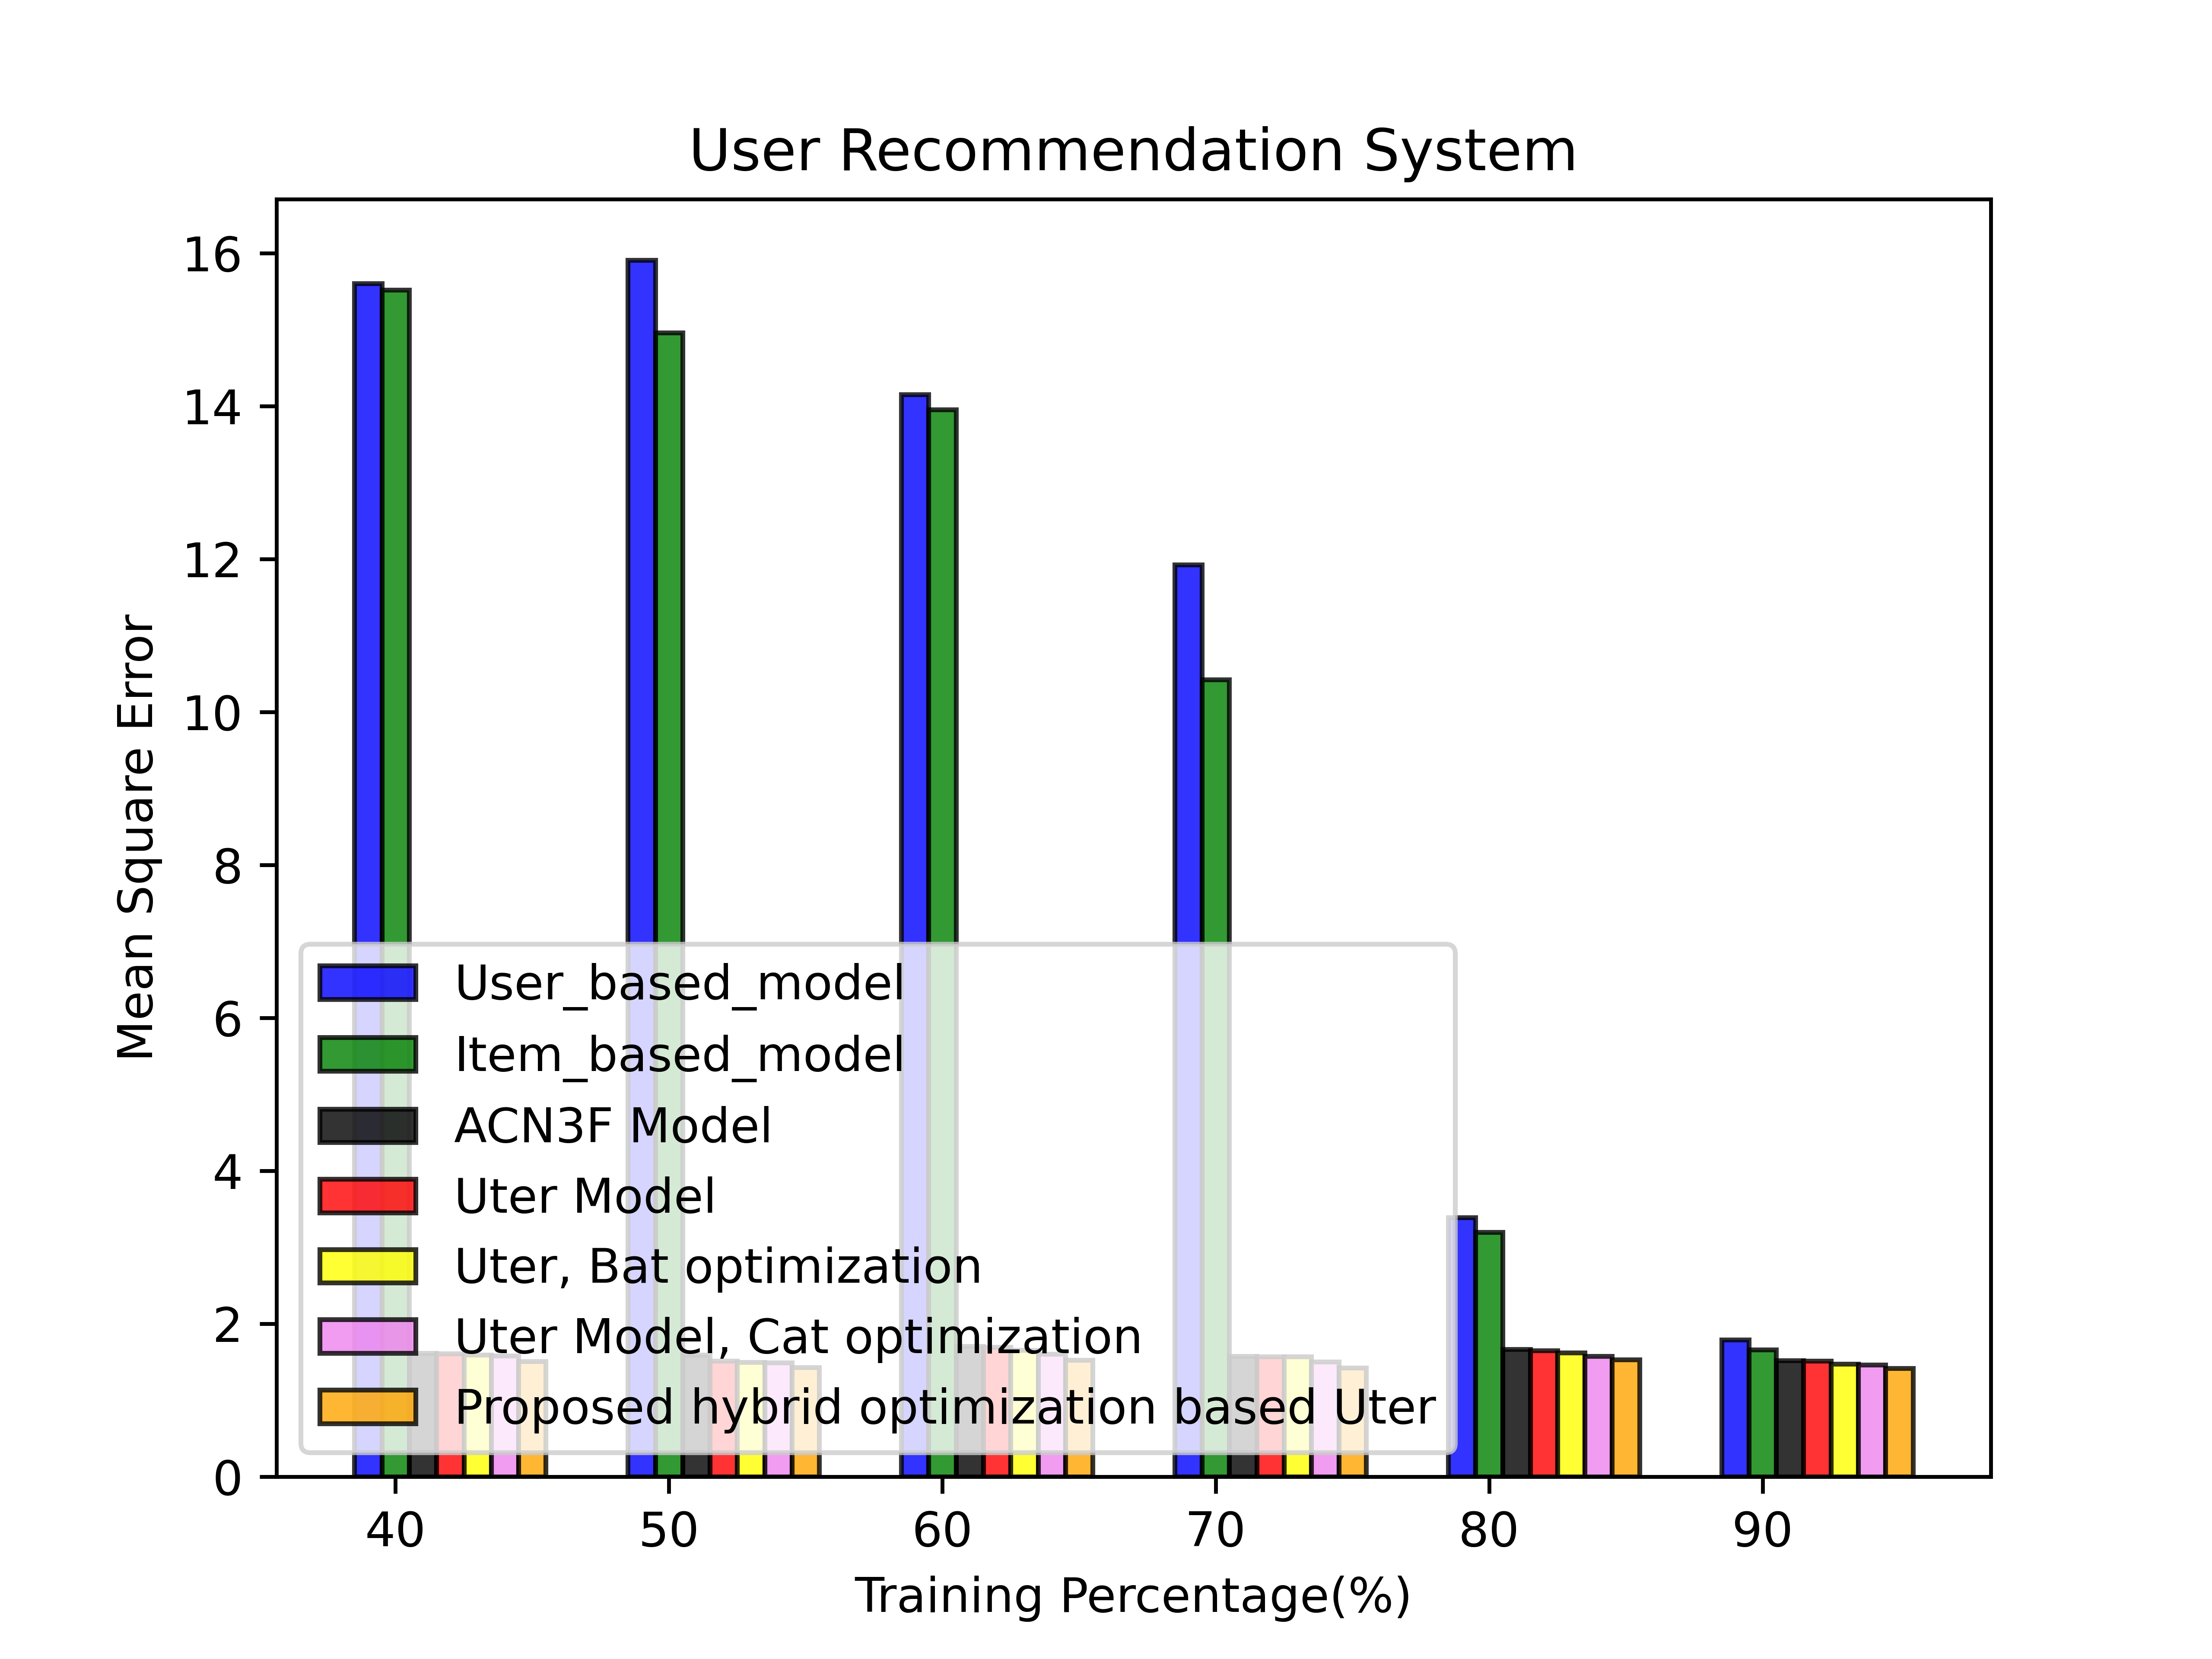 User Recommendation System
Mean Square Error
16
14
12
10
8
6
4
2
0
User_based_model
Item_based_model
ACN3F Model
Uter Model
Uter, Bat optimization
Uter Model, Cat optimization
Proposed hybrid optimization based Uter
40 50 60 70 80 90
Training Percentage(%)